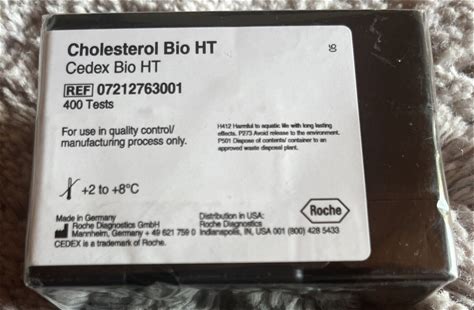 Cholesterol Bio HT
Cedex Bio HT
REF 07212763001
400 Tests
For use in quality control/
manufacturing process only.
H412 Harmful to aquatic life with long lasting
effects. P273 Avoid release to the environment.
P501 Dispose of contents/ container to an
approved waste disposal plant.
+2 to +8°C
Made in Germany
Roche Diagnostics GmbH
Mannheim, Germany + 49 621 759 0
CEDEX is a trademark of Roche.
Distribution in USA:
Roche Diagnostics
Indianapolis, IN, USA 001 (800) 428 5433
Roche